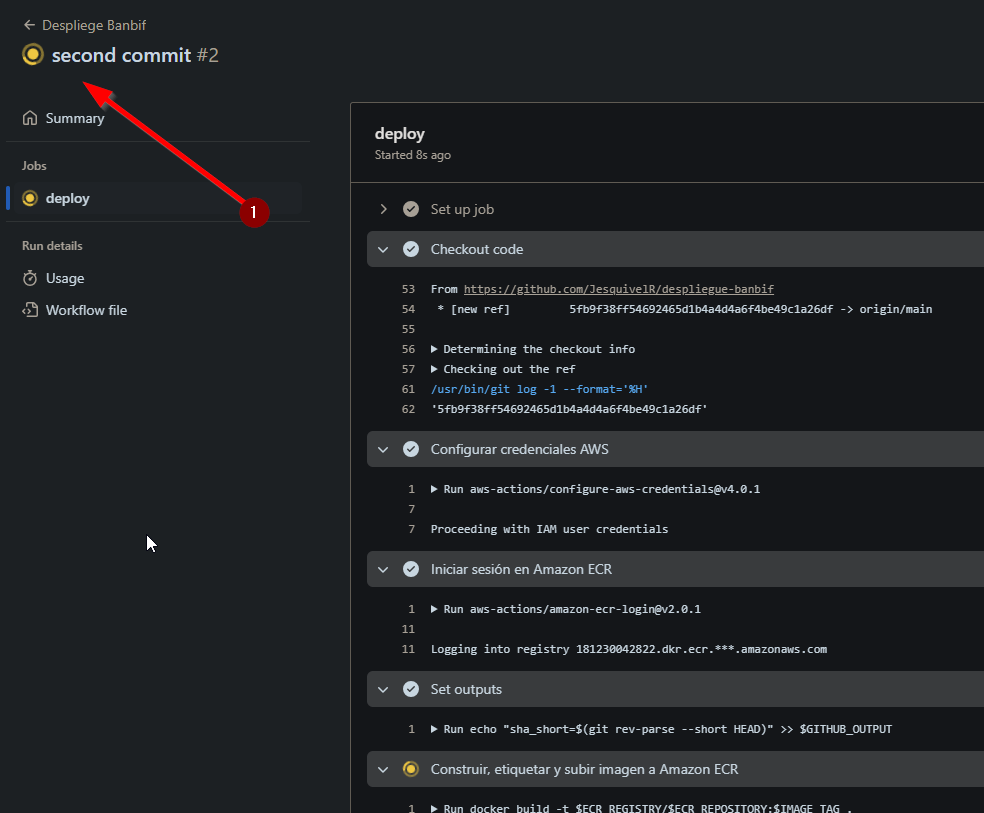 ← Despliege Banbif
second commit #2
1
Summary
Jobs
deploy
Run details
Usage
Workflow file
deploy
Started 8s ago
Set up job
Checkout code
53 From https://github.com/JesquivelR/despliegue-banbif
54 * [new ref] 5fb9f38ff54692465d1b4a4d4a6f4be49c1a26df -> origin/main
55
56 ▶ Determining the checkout info
57 ▶ Checking out the ref
61 /usr/bin/git log -1 --format='%H'
62 '5fb9f38ff54692465d1b4a4d4a6f4be49c1a26df'
Configurar credenciales AWS
1 ▶ Run aws-actions/configure-aws-credentials@v4.0.1
7
7 Proceeding with IAM user credentials
Iniciar sesión en Amazon ECR
1 ▶ Run aws-actions/amazon-ecr-login@v2.0.1
11
11 Logging into registry 181230042822.dkr.ecr.***.amazonaws.com
Set outputs
1 ▶ Run echo "sha_short=$(git rev-parse --short HEAD)" >> $GITHUB_OUTPUT
Construir, etiquetar y subir imagen a Amazon ECR
1 ▶ Run docker build -t $ECR_REGISTRY/$ECR_REPOSITORY:$IMAGE_TAG .